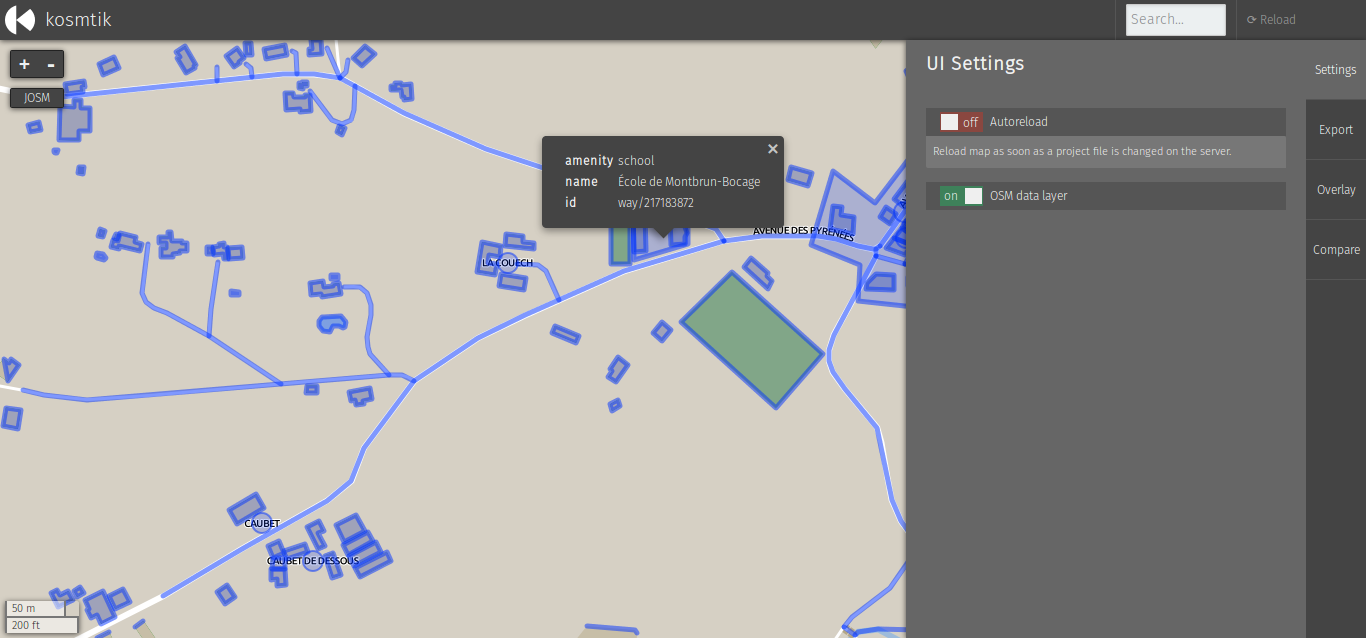 kosmtik
Search...
⟳ Reload
+ -
JOSM
amenity school
name École de Montbrun-Bocage
id way/217183872
×
AVENUE DES PYRÉNÉES
LA COUECH
CAUBET
CAUBET DE DESSOUS
50 m
200 ft
UI Settings
off Autoreload
Reload map as soon as a project file is changed on the server.
on OSM data layer
Settings
Export
Overlay
Compare